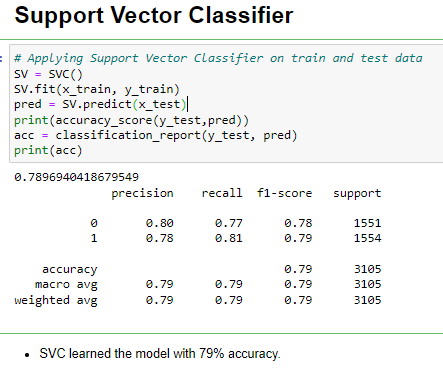 Support Vector Classifier
# Applying Support Vector Classifier on train and test data
SV = SVC()
SV.fit(x_train, y_train)
pred = SV.predict(x_test)
print(accuracy_score(y_test,pred))
acc = classification_report(y_test, pred)
print(acc)
0.7896940418679549
precision recall f1-score support
0 0.80 0.77 0.78 1551
1 0.78 0.81 0.79 1554
accuracy 0.79 3105
macro avg 0.79 0.79 0.79 3105
weighted avg 0.79 0.79 0.79 3105
• SVC learned the model with 79% accuracy.